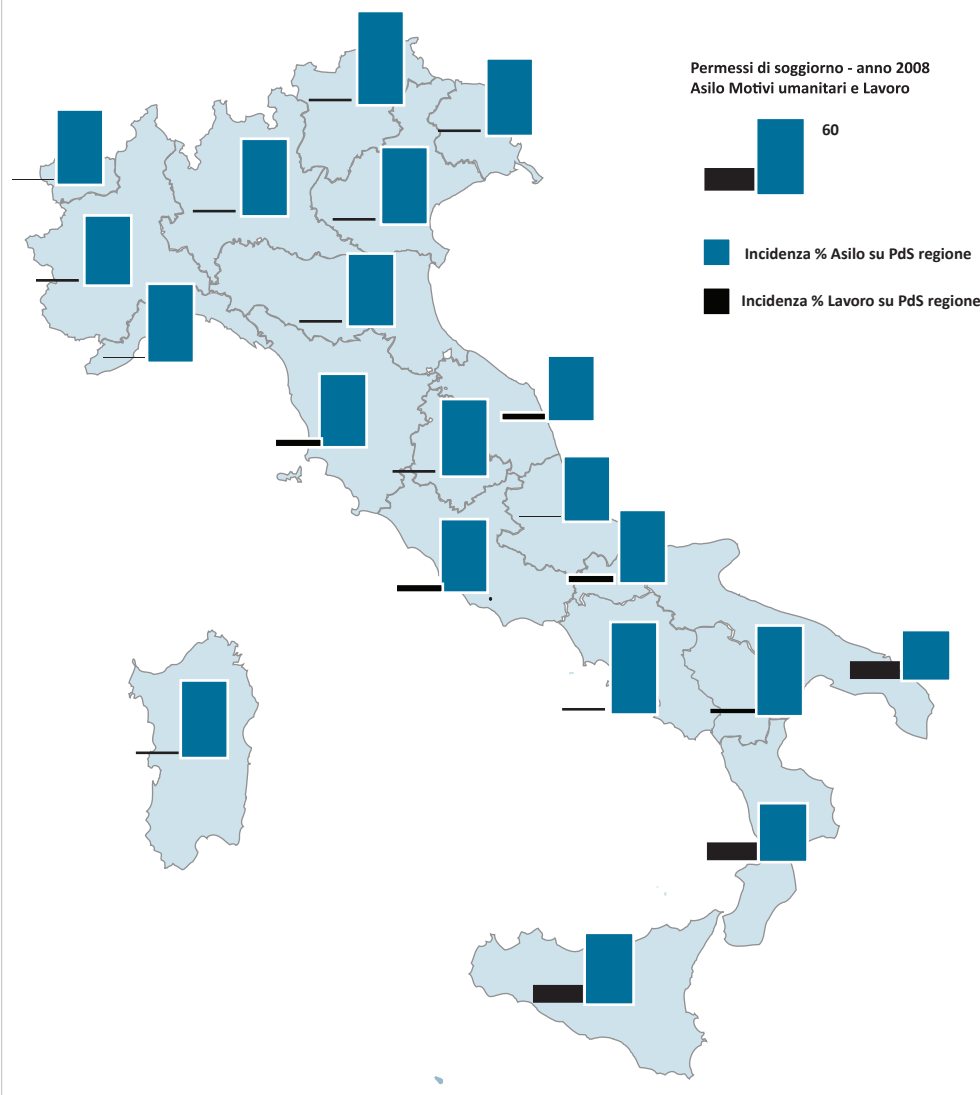 Permessi di soggiorno - anno 2008
Asilo Motivi umanitari e Lavoro
60
Incidenza % Asilo su PdS regione
Incidenza % Lavoro su PdS regione